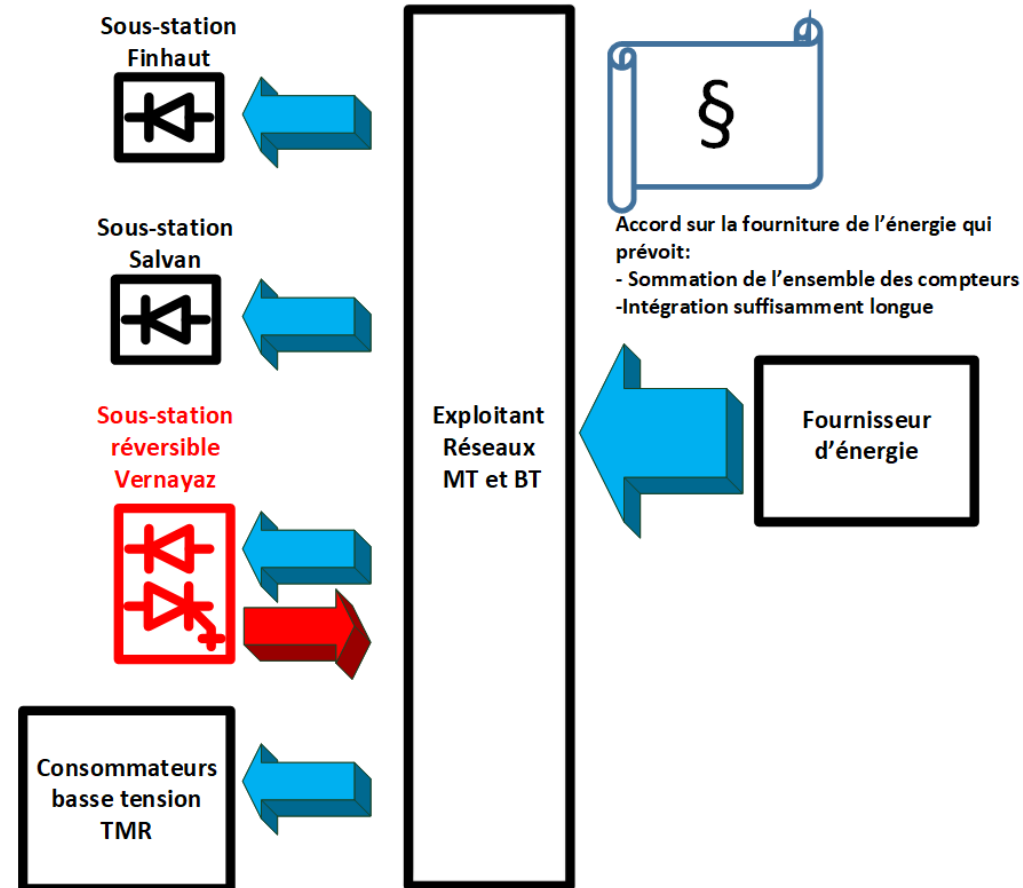 Sous-station
Finhaut
§
Accord sur la fourniture de l’énergie qui
prévoit:
- Sommation de l’ensemble des compteurs
-Intégration suffisamment longue
Sous-station
Salvan
Sous-station
réversible
Vernayaz
Exploitant
Réseaux
MT et BT
Fournisseur
d’énergie
Consommateurs
basse tension
TMR